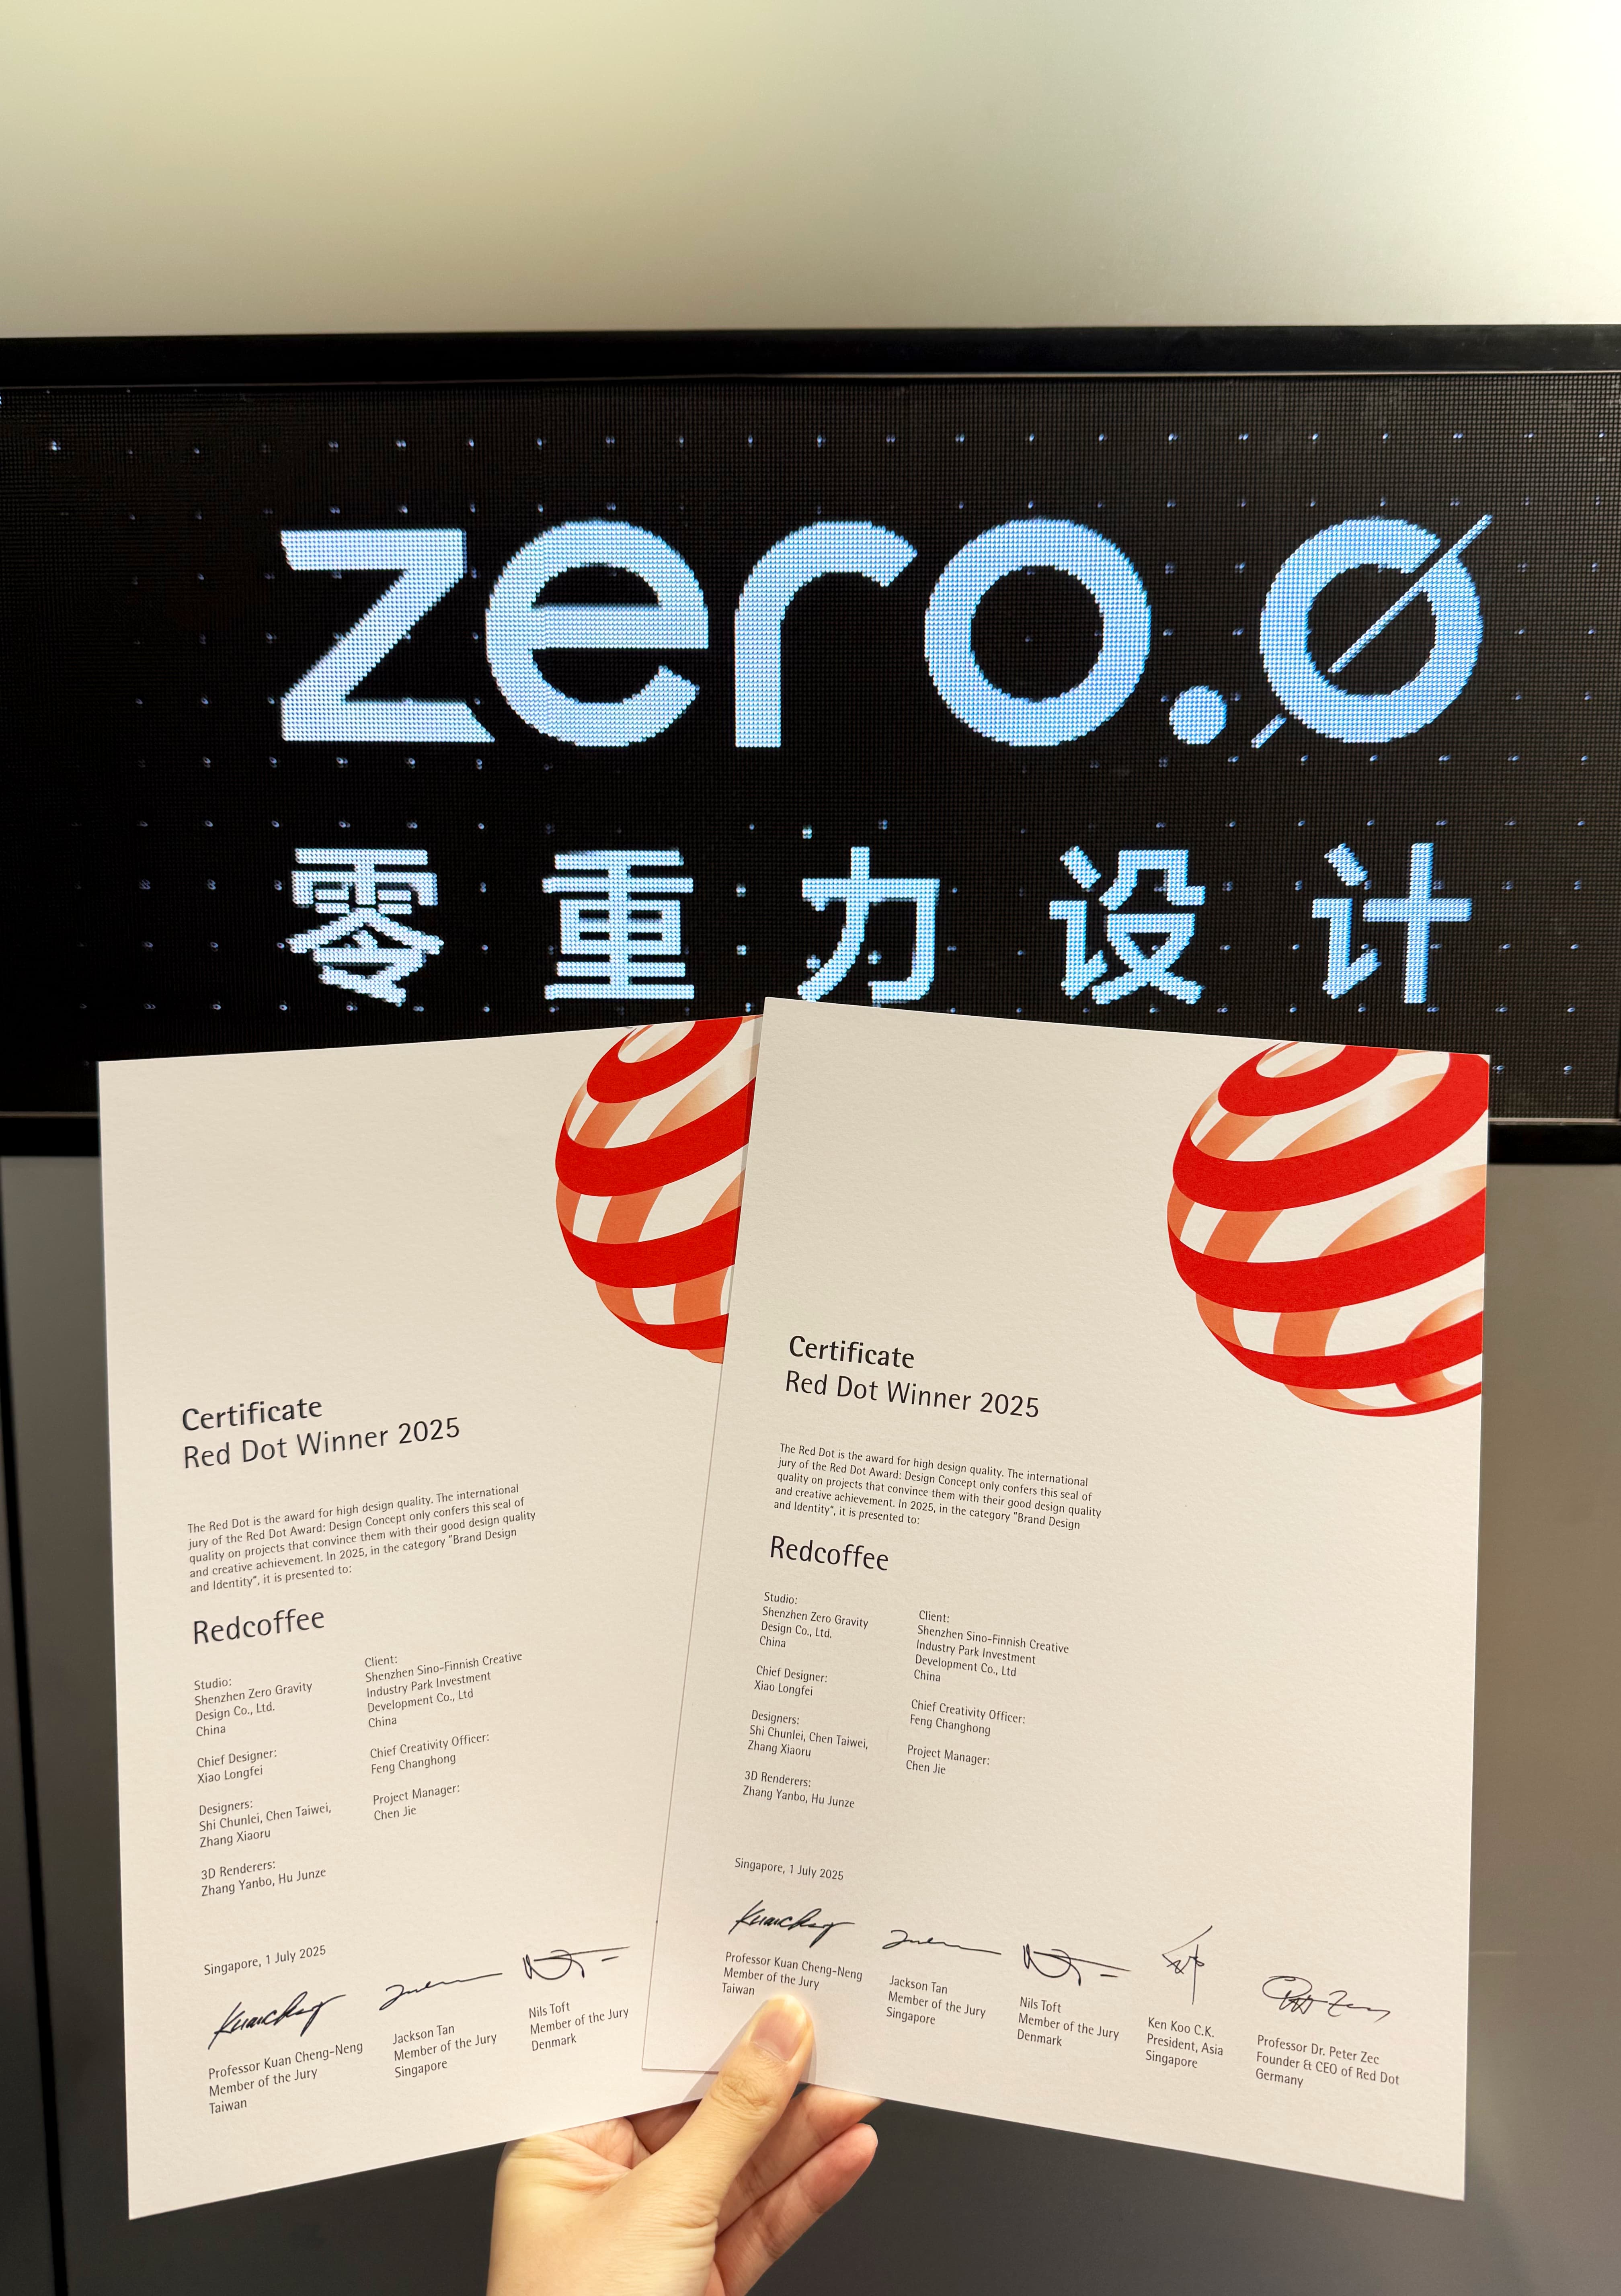 zero.0
零重力设计
Certificate
Red Dot Winner 2025
The Red Dot is the award for high design quality. The international
jury of the Red Dot Award: Design Concept only confers this seal of
quality on projects that convince them with their good design quality
and creative achievement. In 2025, in the category "Brand Design
and Identity", it is presented to:
Redcoffee
Studio:
Shenzhen Zero Gravity
Design Co., Ltd.
China
Chief Designer:
Xiao Longfei
Designers:
Shi Chunlei, Chen Taiwei,
Zhang Xiaoru
3D Renderers:
Zhang Yanbo, Hu Junze
Client:
Shenzhen Sino-Finnish Creative
Industry Park Investment
Development Co., Ltd
China
Chief Creativity Officer:
Feng Changhong
Project Manager:
Chen Jie
Singapore, 1 July 2025
Professor Kuan Cheng-Neng
Member of the Jury
Taiwan
Jackson Tan
Member of the Jury
Singapore
Nils Toft
Member of the Jury
Denmark
Certificate
Red Dot Winner 2025
The Red Dot is the award for high design quality. The international
jury of the Red Dot Award: Design Concept only confers this seal of
quality on projects that convince them with their good design quality
and creative achievement. In 2025, in the category "Brand Design
and Identity", it is presented to:
Redcoffee
Studio:
Shenzhen Zero Gravity
Design Co., Ltd.
China
Chief Designer:
Xiao Longfei
Designers:
Shi Chunlei, Chen Taiwei,
Zhang Xiaoru
3D Renderers:
Zhang Yanbo, Hu Junze
Client:
Shenzhen Sino-Finnish Creative
Industry Park Investment
Development Co., Ltd
China
Chief Creativity Officer:
Feng Changhong
Project Manager:
Chen Jie
Singapore, 1 July 2025
Professor Kuan Cheng-Neng
Member of the Jury
Taiwan
Jackson Tan
Member of the Jury
Singapore
Nils Toft
Member of the Jury
Denmark
Ken Koo C.K.
President, Asia
Singapore
Professor Dr. Peter Zec
Founder & CEO of Red Dot
Germany